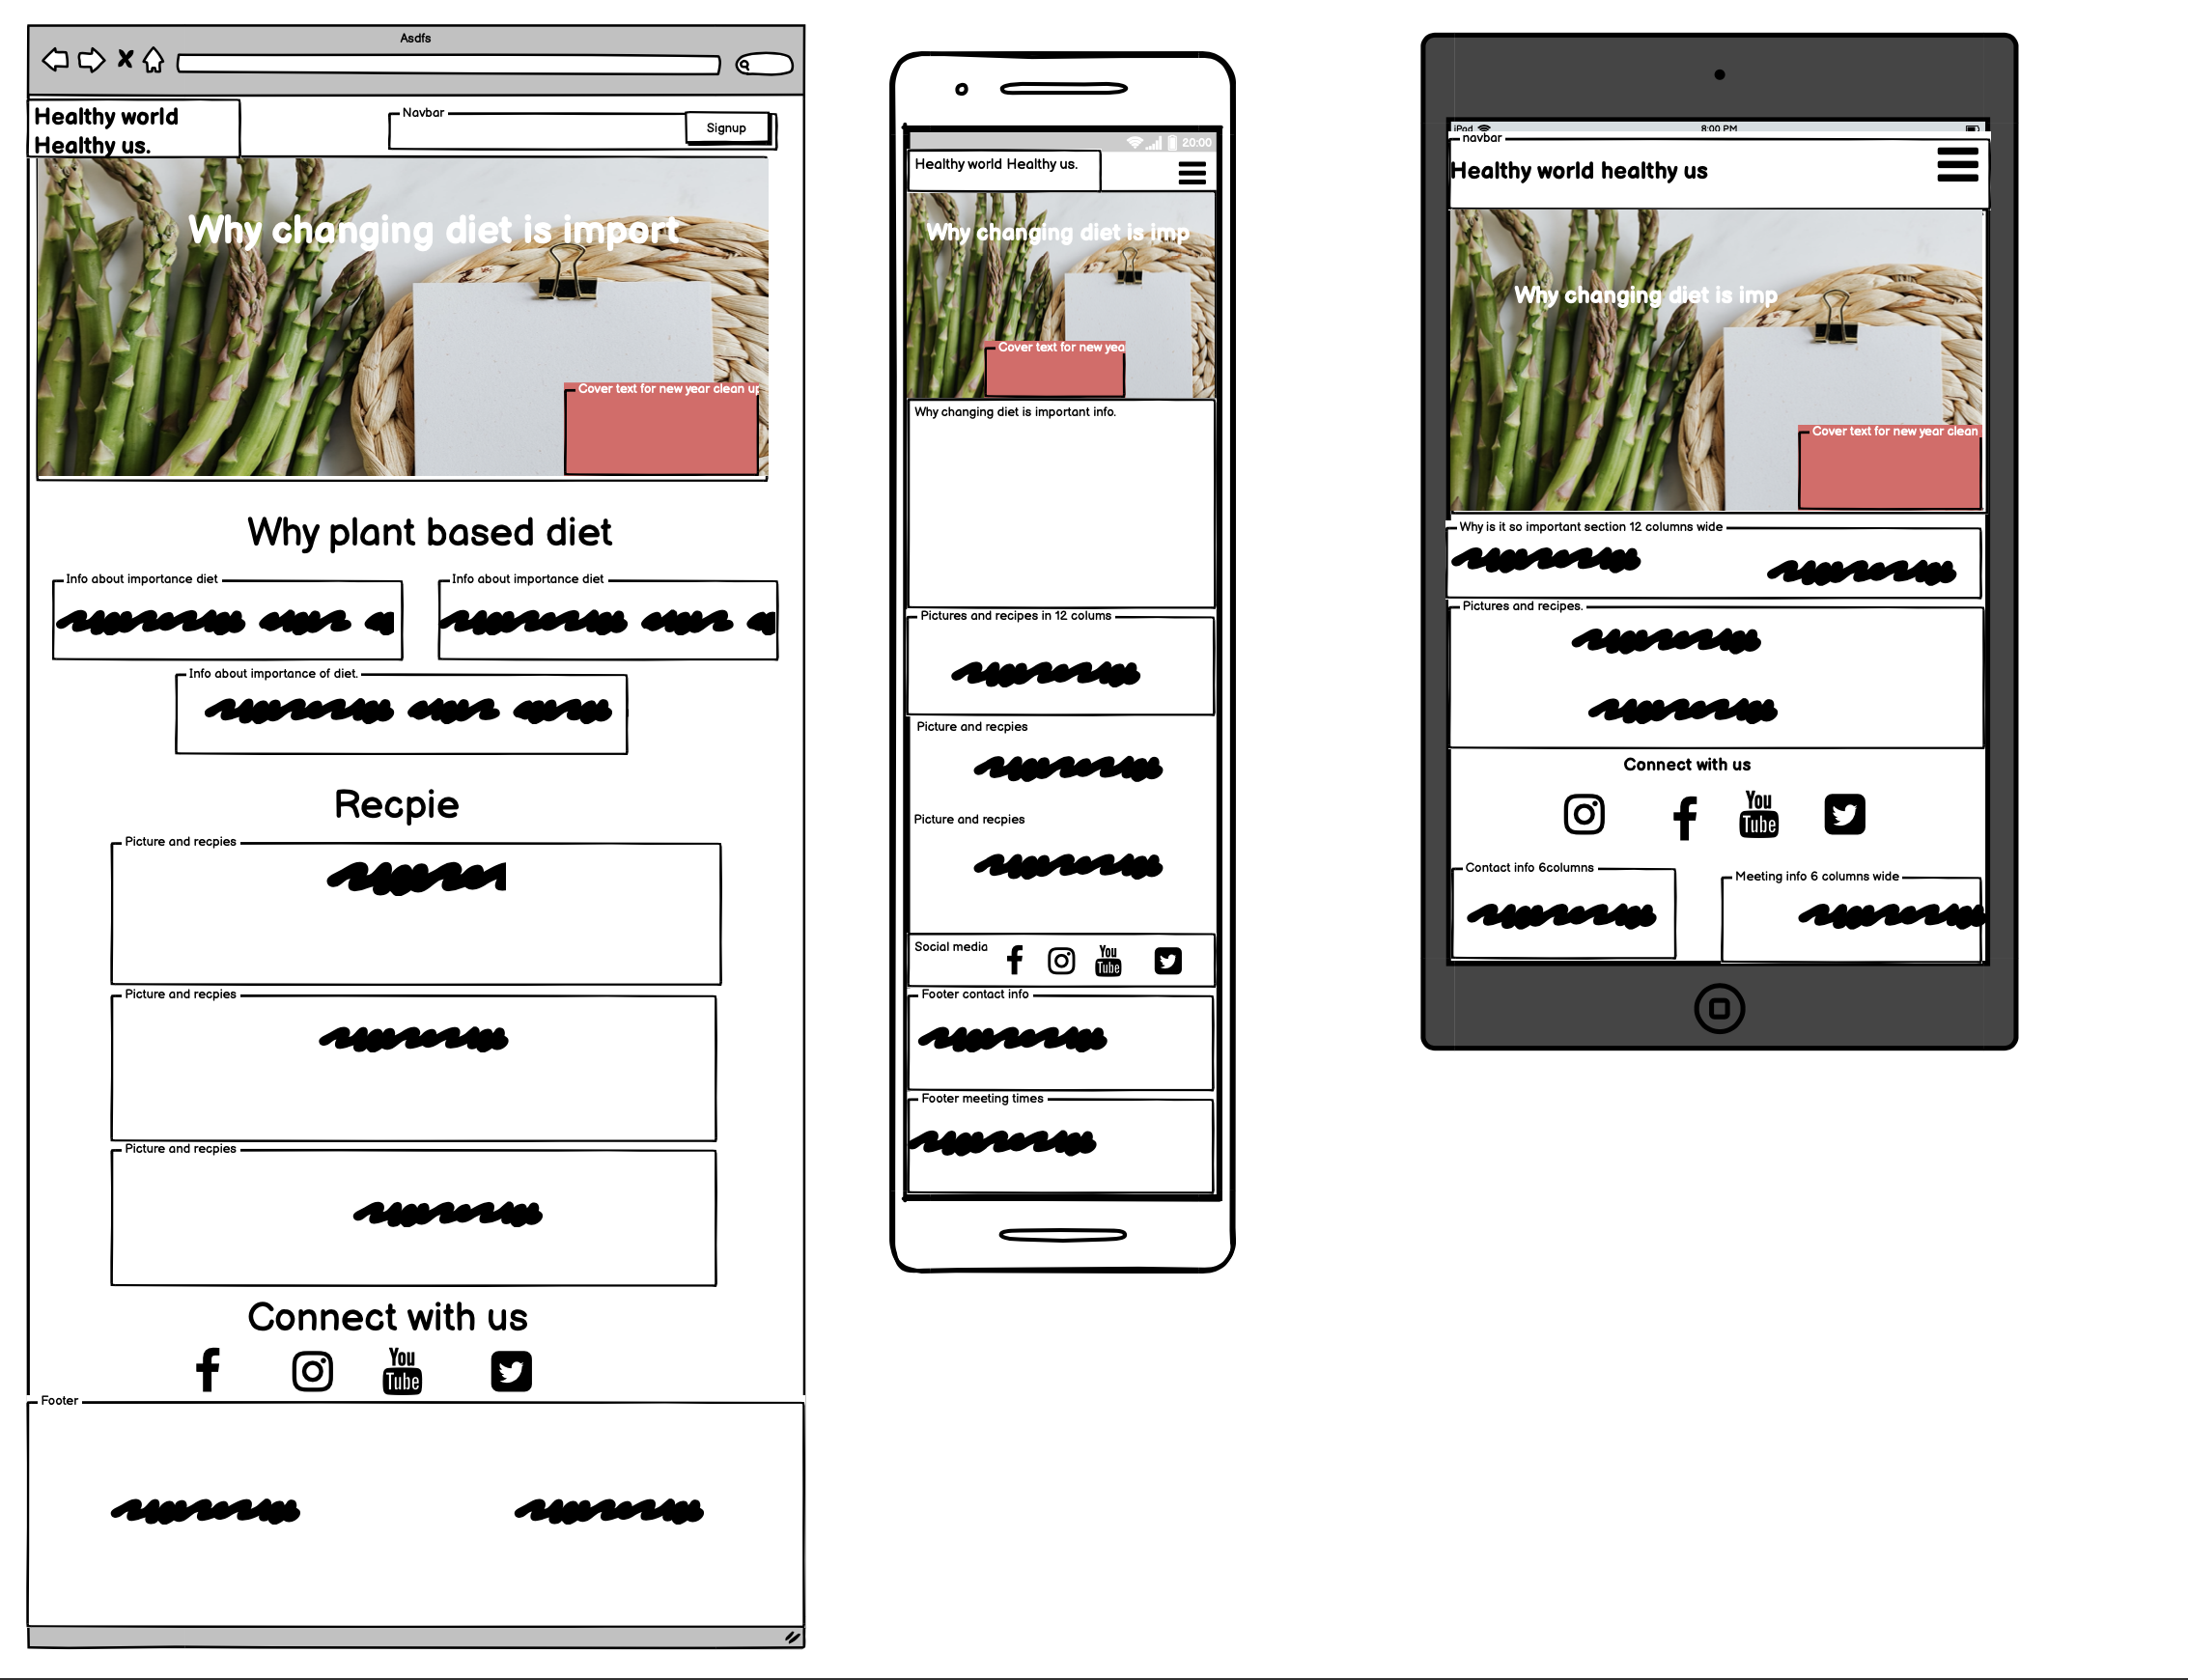 Asdfs
Healthy world
Healthy us.
Navbar
Signup
Why changing diet is import
Cover text for new year clean up
Why plant based diet
Info about importance diet
Info about importance diet
Info about importance of diet.
Recpie
Picture and recpies
Picture and recpies
Picture and recpies
Connect with us
You
Tube
Footer
20:00
Healthy world Healthy us.
Why changing diet is imp
Cover text for new yea
Why changing diet is important info.
Pictures and recipes in 12 colums
Picture and recpies
Picture and recpies
Social media
You
Tube
Footer contact info
Footer meeting times
iPad
8:00 PM
navbar
Healthy world healthy us
Why changing diet is imp
Cover text for new year clean
Why is it so important section 12 columns wide
Pictures and recipes.
Connect with us
You
Tube
Contact info 6columns
Meeting info 6 columns wide